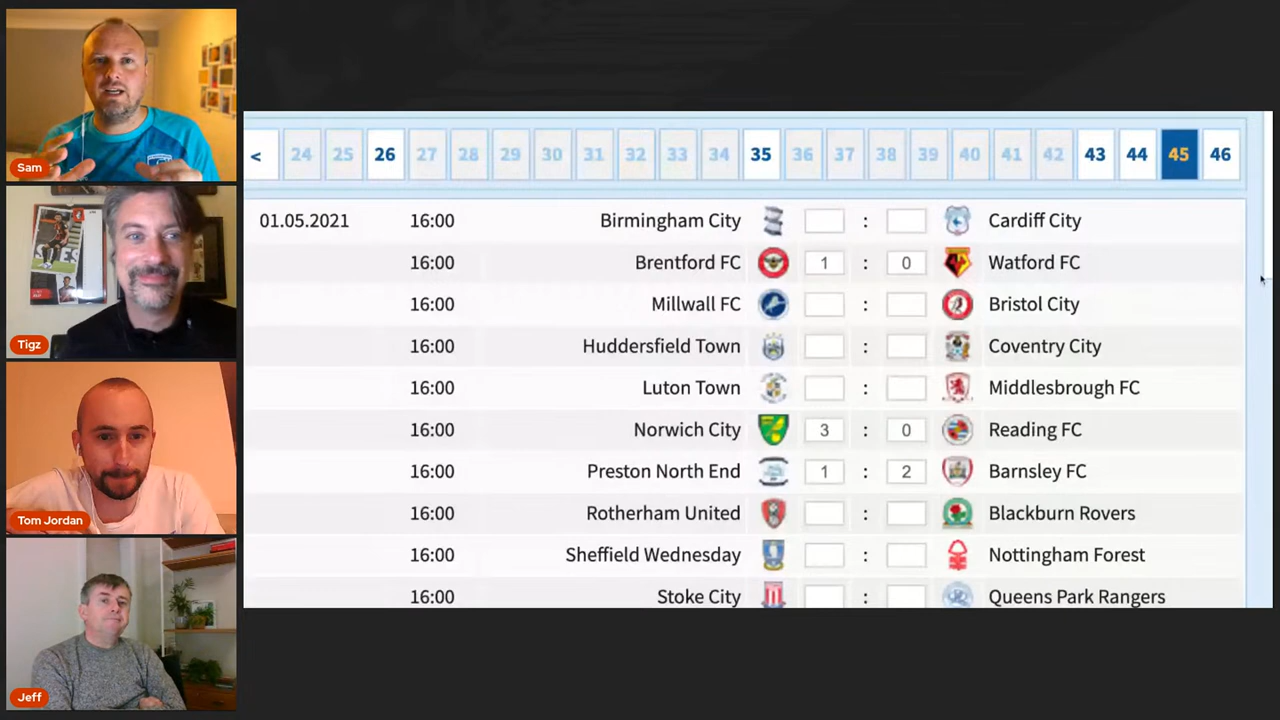 Sam
Tigz
Tom Jordan
Jeff
< 24 25 26 27 28 29 30 31 32 33 34 35 36 37 38 39 40 41 42 43 44 45 46
01.05.2021 16:00 Birmingham City : Cardiff City
16:00 Brentford FC 1 : 0 Watford FC
16:00 Millwall FC : Bristol City
16:00 Huddersfield Town : Coventry City
16:00 Luton Town : Middlesbrough FC
16:00 Norwich City 3 : 0 Reading FC
16:00 Preston North End 1 : 2 Barnsley FC
16:00 Rotherham United : Blackburn Rovers
16:00 Sheffield Wednesday : Nottingham Forest
16:00 Stoke City : Queens Park Rangers